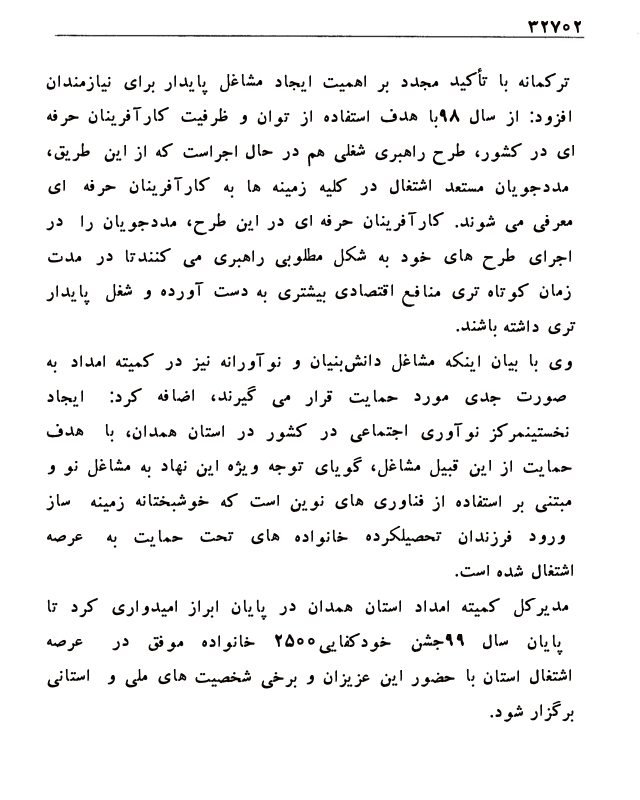 ۳۲۷۰۲
ترکمانه با تأکید مجدد بر اهمیت ایجاد مشاغل پایدار برای نیازمندان
افزود: از سال ۹۸با هدف استفاده از توان و ظرفیت کارآفرینان حرفه
ای در کشور، طرح راهبری شغلی هم در حال اجراست که از این طریق،
مددجویان مستعد اشتغال در کلیه زمینه ها به کارآفرینان حرفه ای
معرفی می شوند. کارآفرینان حرفه ای در این طرح، مددجویان را در
اجرای طرح های خود به شکل مطلوبی راهبری می کنندتا در مدت
زمان کوتاه تری منافع اقتصادی بیشتری به دست آورده و شغل پایدار
تری داشته باشند.
وی با بیان اینکه مشاغل دانش‌بنیان و نوآورانه نیز در کمیته امداد به
صورت جدی مورد حمایت قرار می گیرند، اضافه کرد: ایجاد
نخستینمرکز نوآوری اجتماعی در کشور در استان همدان، با هدف
حمایت از این قبیل مشاغل، گویای توجه ویژه این نهاد به مشاغل نو و
مبتنی بر استفاده از فناوری های نوین است که خوشبختانه زمینه ساز
ورود فرزندان تحصیلکرده خانواده های تحت حمایت به عرصه
اشتغال شده است.
مدیرکل کمیته امداد استان همدان در پایان ابراز امیدواری کرد تا
پایان سال ۹۹جشن خودکفایی۲۵۰۰ خانواده موفق در عرصه
اشتغال استان با حضور این عزیزان و برخی شخصیت های ملی و استانی
برگزار شود.